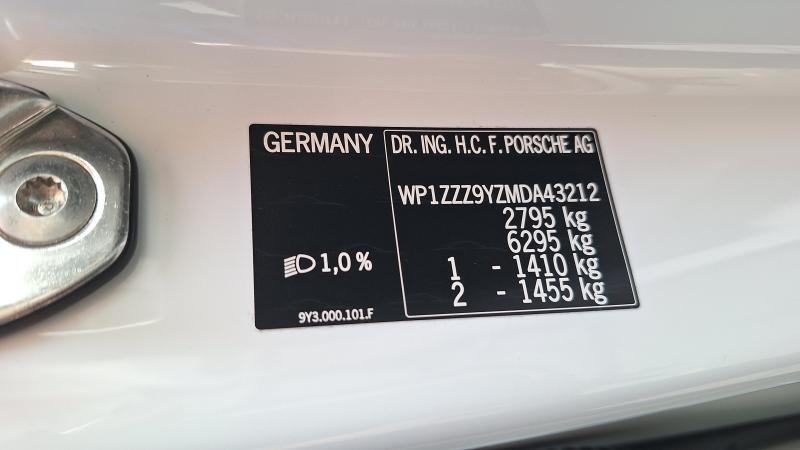 GERMANY
DR. ING. H.C. F. PORSCHE AG
WP1ZZZ9YZMDA43212
2795 kg
6295 kg
1 - 1410 kg
2 - 1455 kg
1,0 %
9Y3.000.101.F